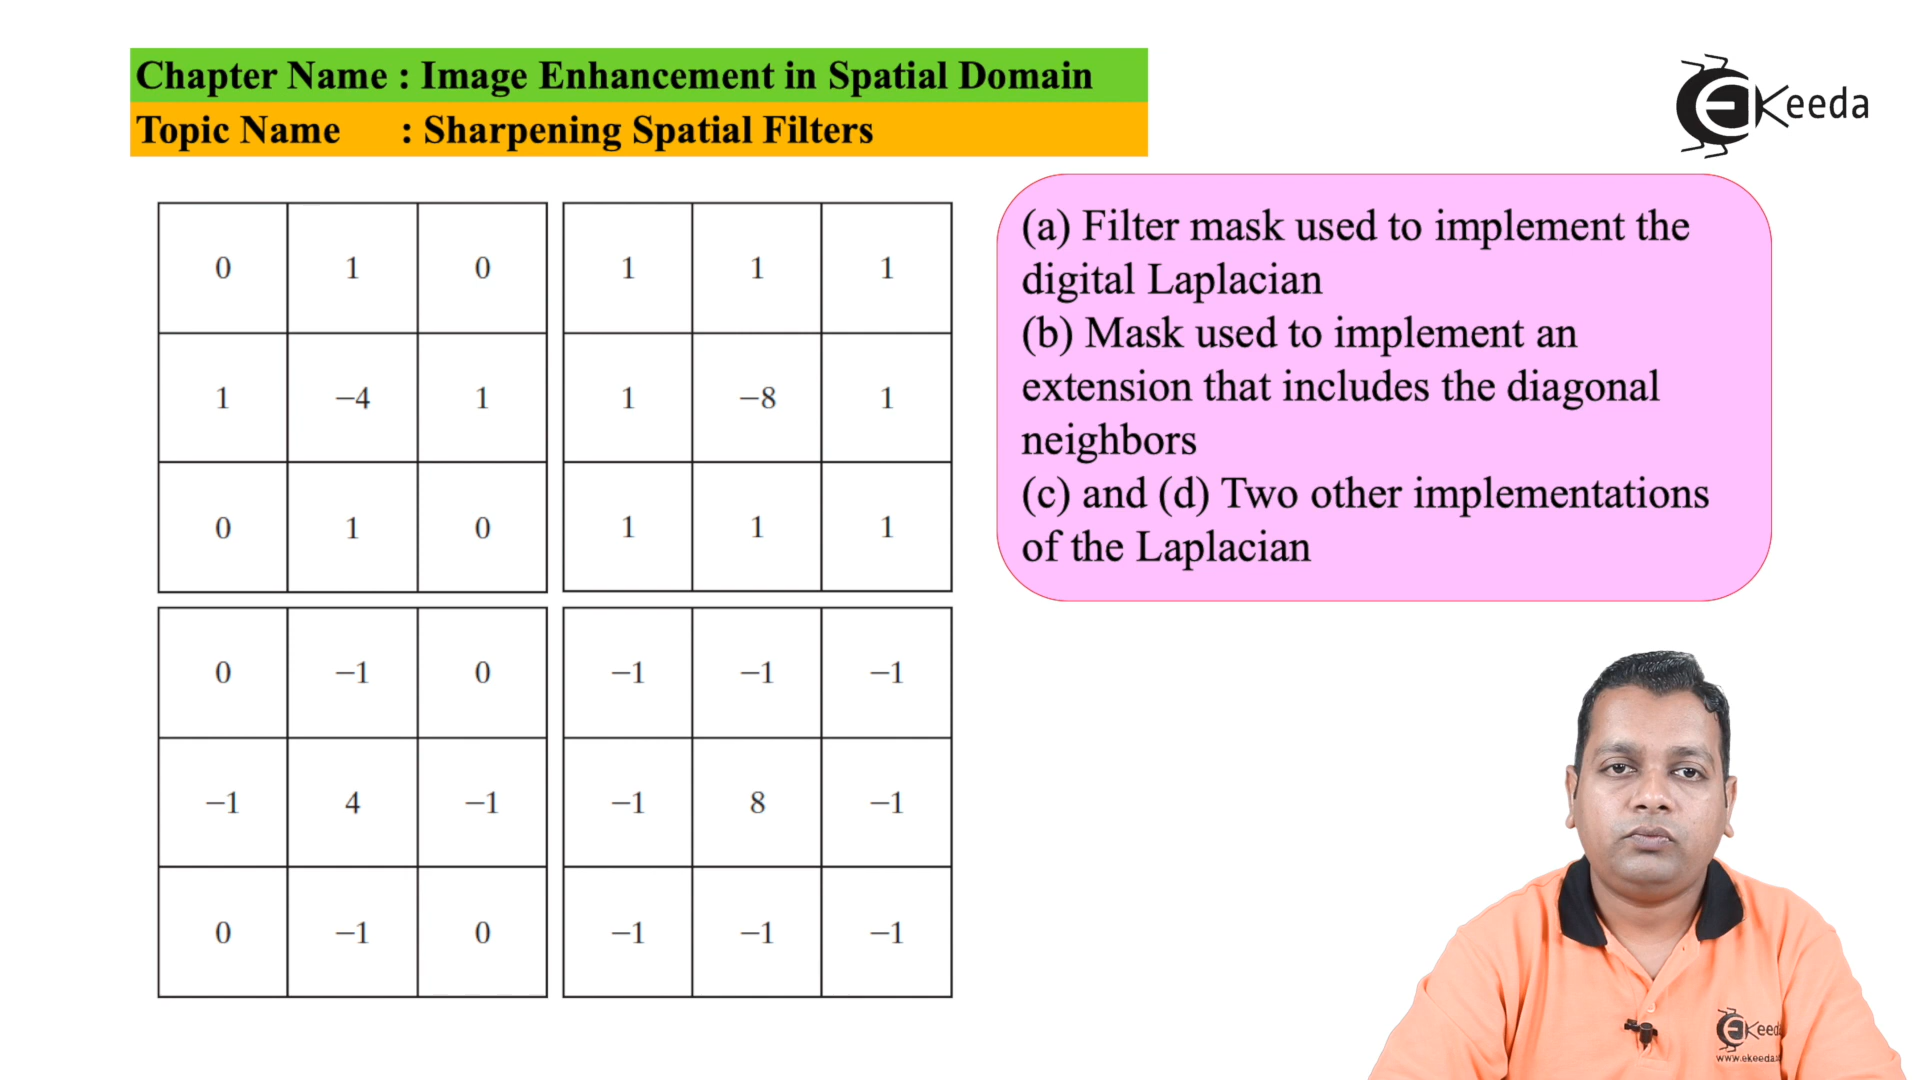 Chapter Name : Image Enhancement in Spatial Domain
Topic Name : Sharpening Spatial Filters
EKeeda
0 1 0
1 −4 1
0 1 0
1 1 1
1 −8 1
1 1 1
0 −1 0
−1 4 −1
0 −1 0
−1 −1 −1
−1 8 −1
−1 −1 −1
(a) Filter mask used to implement the
digital Laplacian
(b) Mask used to implement an
extension that includes the diagonal
neighbors
(c) and (d) Two other implementations
of the Laplacian
EKeeda